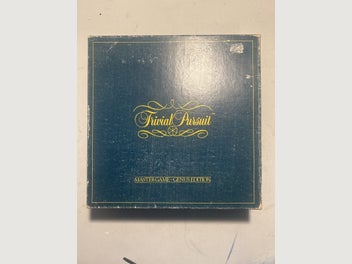 Trivial Pursuit
MASTER GAME - GENUS EDITION